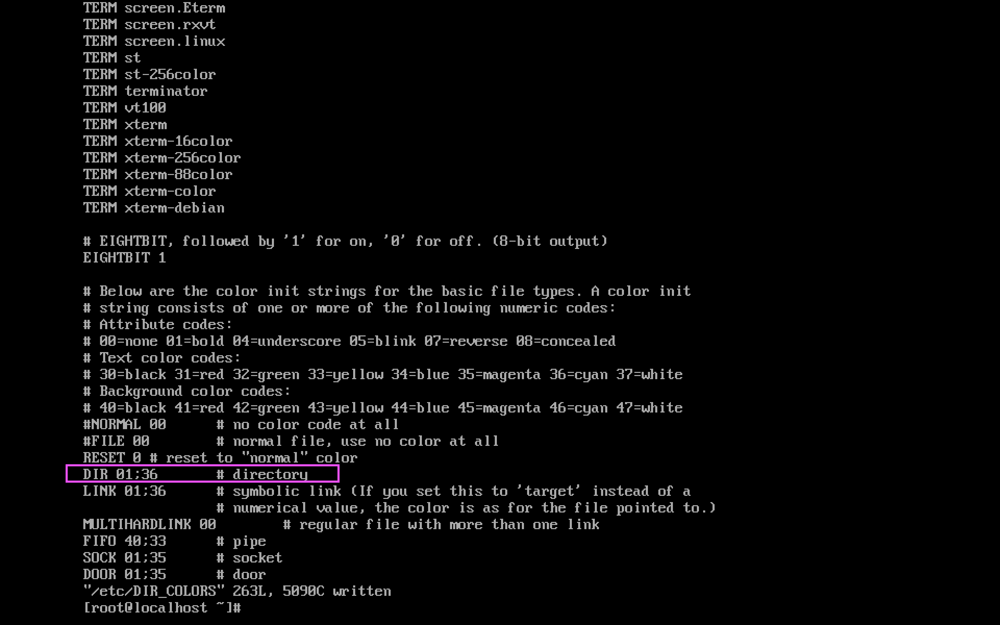 TERM screen.Eterm
TERM screen.rxvt
TERM screen.linux
TERM st
TERM st-256color
TERM terminator
TERM vt100
TERM xterm
TERM xterm-16color
TERM xterm-256color
TERM xterm-88color
TERM xterm-color
TERM xterm-debian

# EIGHTBIT, followed by '1' for on, '0' for off. (8-bit output)
EIGHTBIT 1

# Below are the color init strings for the basic file types. A color init
# string consists of one or more of the following numeric codes:
# Attribute codes:
# 00=none 01=bold 04=underscore 05=blink 07=reverse 08=concealed
# Text color codes:
# 30=black 31=red 32=green 33=yellow 34=blue 35=magenta 36=cyan 37=white
# Background color codes:
# 40=black 41=red 42=green 43=yellow 44=blue 45=magenta 46=cyan 47=white
#NORMAL 00      # no color code at all
#FILE 00        # normal file, use no color at all
RESET 0 # reset to "normal" color
DIR 01;36       # directory
LINK 01;36      # symbolic link (If you set this to 'target' instead of a
                # numerical value, the color is as for the file pointed to.)
MULTIHARDLINK 00        # regular file with more than one link
FIFO 40;33      # pipe
SOCK 01;35      # socket
DOOR 01;35      # door
"/etc/DIR_COLORS" 263L, 5090C written
[root@localhost ~]#